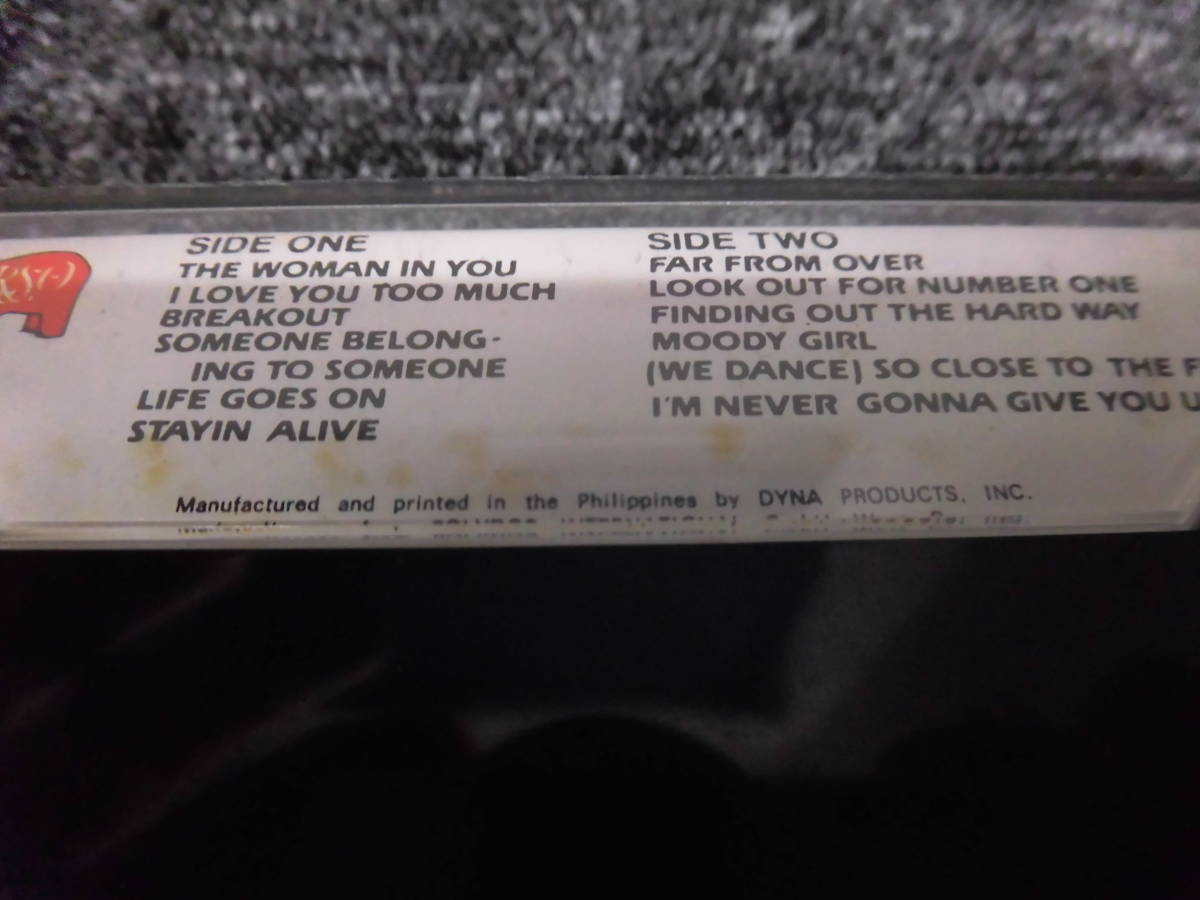 SIDE ONE
THE WOMAN IN YOU
I LOVE YOU TOO MUCH
BREAKOUT
SOMEONE BELONG-
ING TO SOMEONE
LIFE GOES ON
STAYIN ALIVE
SIDE TWO
FAR FROM OVER
LOOK OUT FOR NUMBER ONE
FINDING OUT THE HARD WAY
MOODY GIRL
(WE DANCE) SO CLOSE TO THE F
I'M NEVER GONNA GIVE YOU U
Manufactured and printed in the Philippines by DYNA PRODUCTS, INC.